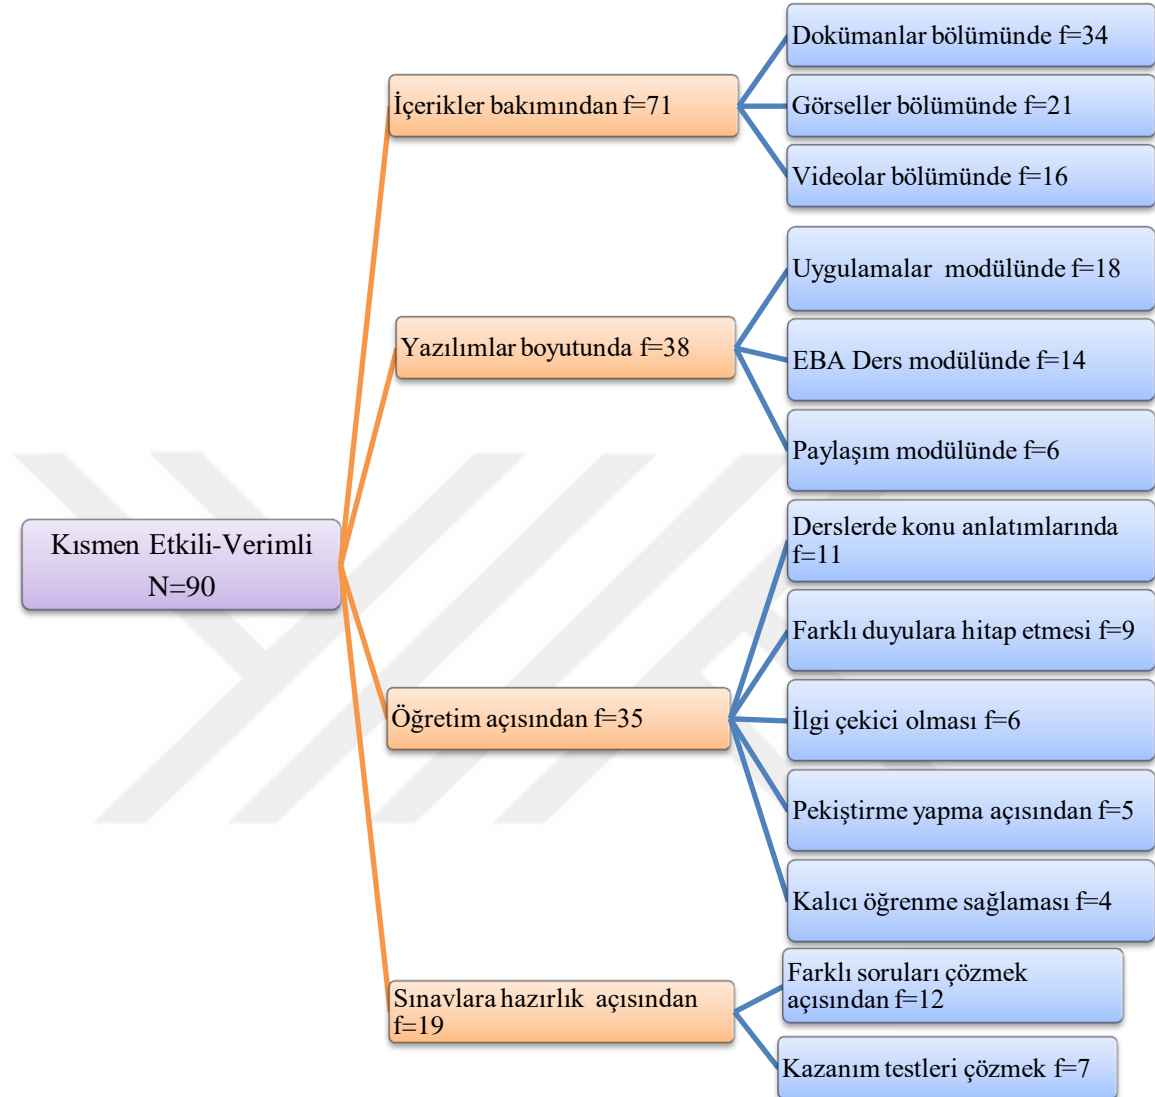 Kısmen Etkili-Verimli
N=90
İçerikler bakımından f=71
Dokümanlar bölümünde f=34
Görseller bölümünde f=21
Videolar bölümünde f=16
Yazılımlar boyutunda f=38
Uygulamalar modülünde f=18
EBA Ders modülünde f=14
Paylaşım modülünde f=6
Öğretim açısından f=35
Derslerde konu anlatımlarında
f=11
Farklı duyulara hitap etmesi f=9
İlgi çekici olması f=6
Pekiştirme yapma açısından f=5
Kalıcı öğrenme sağlaması f=4
Sınavlara hazırlık açısından
f=19
Farklı soruları çözmek
açısından f=12
Kazanım testleri çözmek f=7